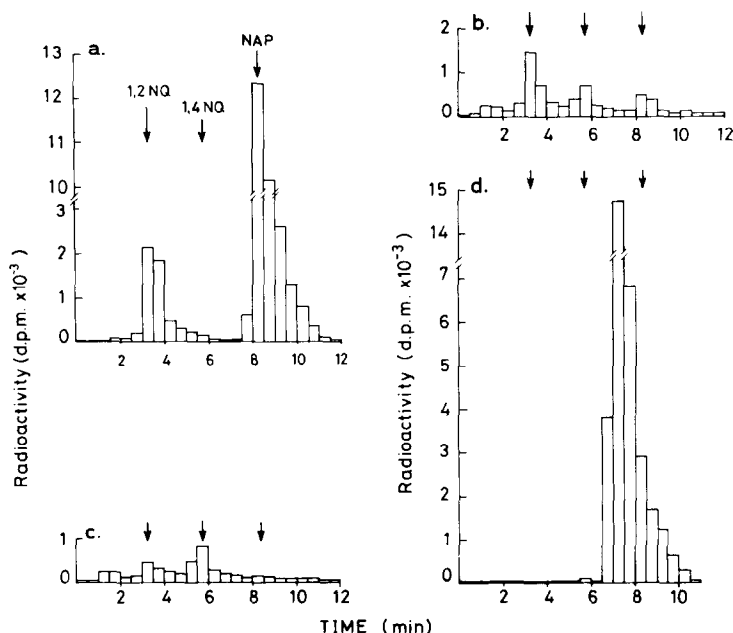 a.
NAP
1,2 NQ
1,4 NQ
13
12
11
10
3
2
1
0
2 4 6 8 10 12
Radioactivity (d.p.m. x10⁻³)
b.
2
1
0
2 4 6 8 10 12
c.
1
0
2 4 6 8 10 12
d.
15
14
7
6
5
4
3
2
1
0
2 4 6 8 10
Radioactivity (d.p.m. x10⁻³)
TIME (min)